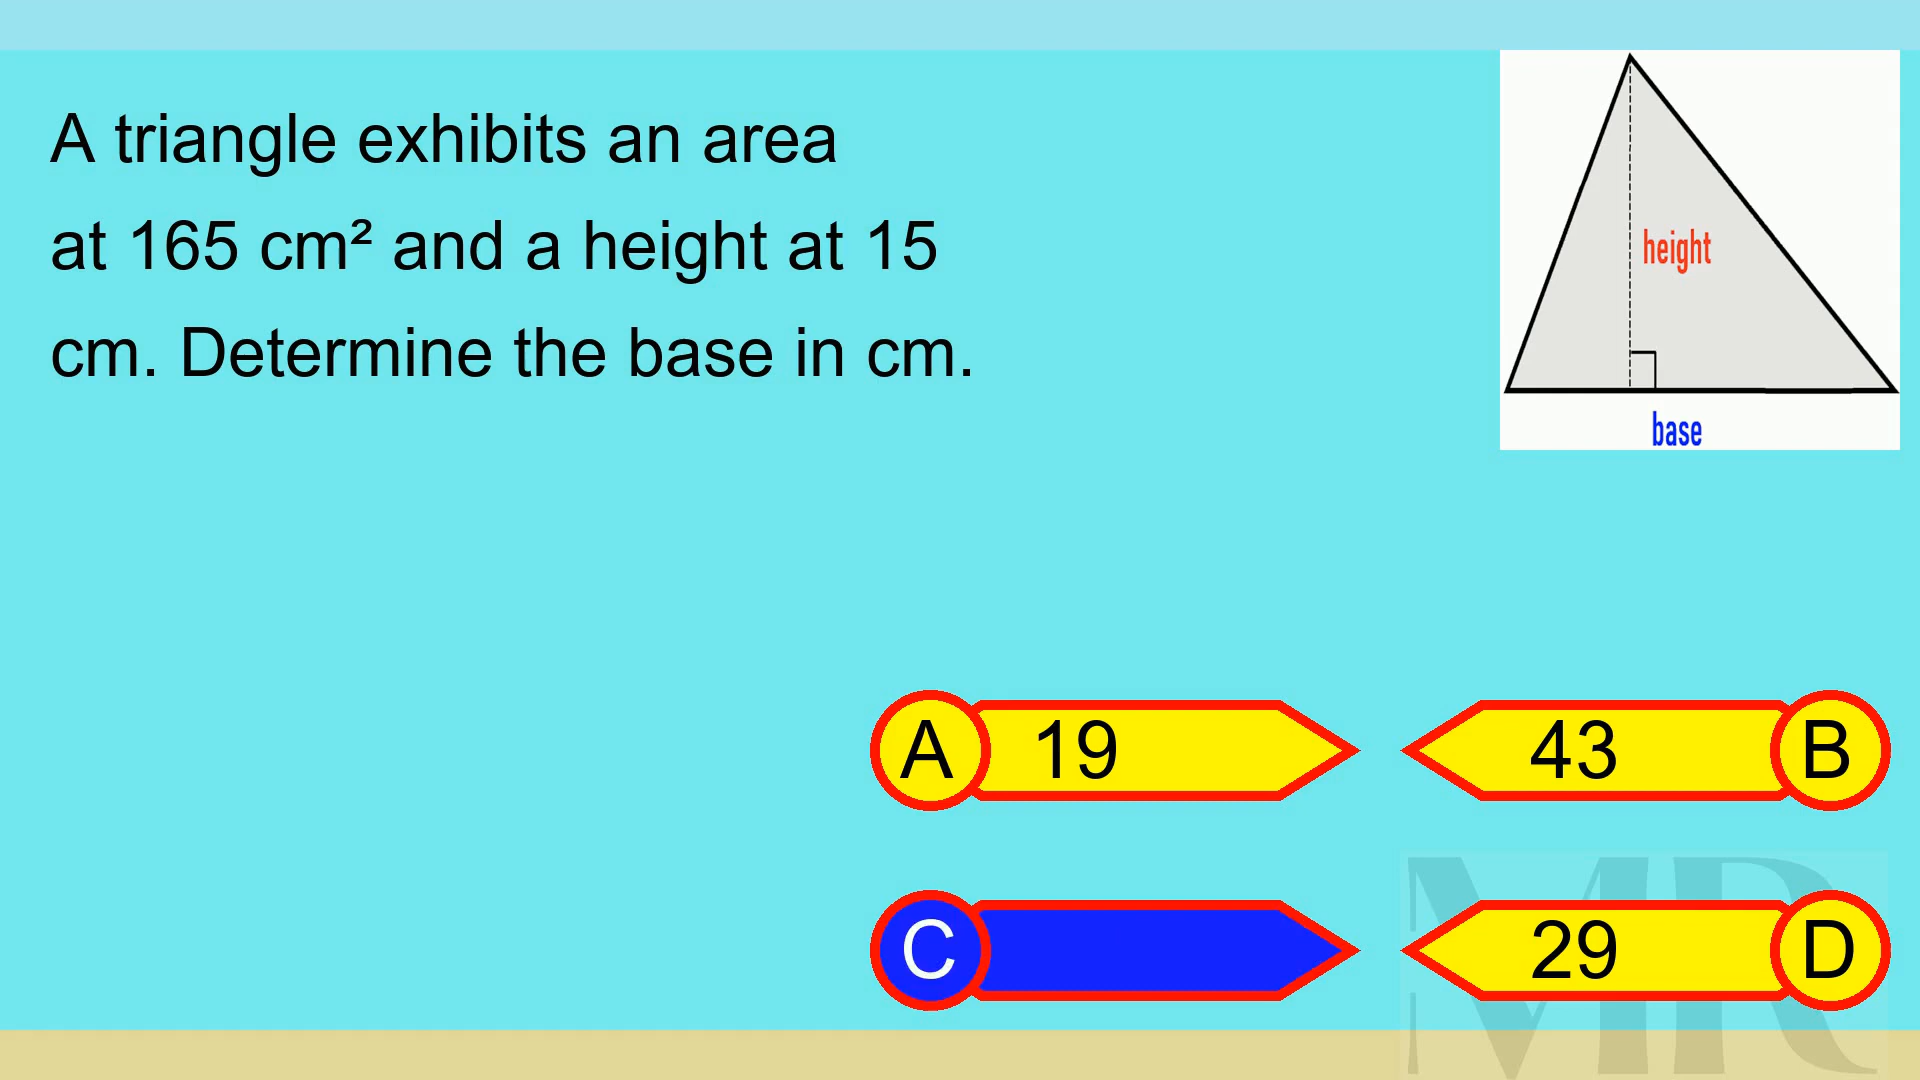 A triangle exhibits an area
at 165 cm² and a height at 15
cm. Determine the base in cm.
height
base
A 19
43 B
C
29 D
MR